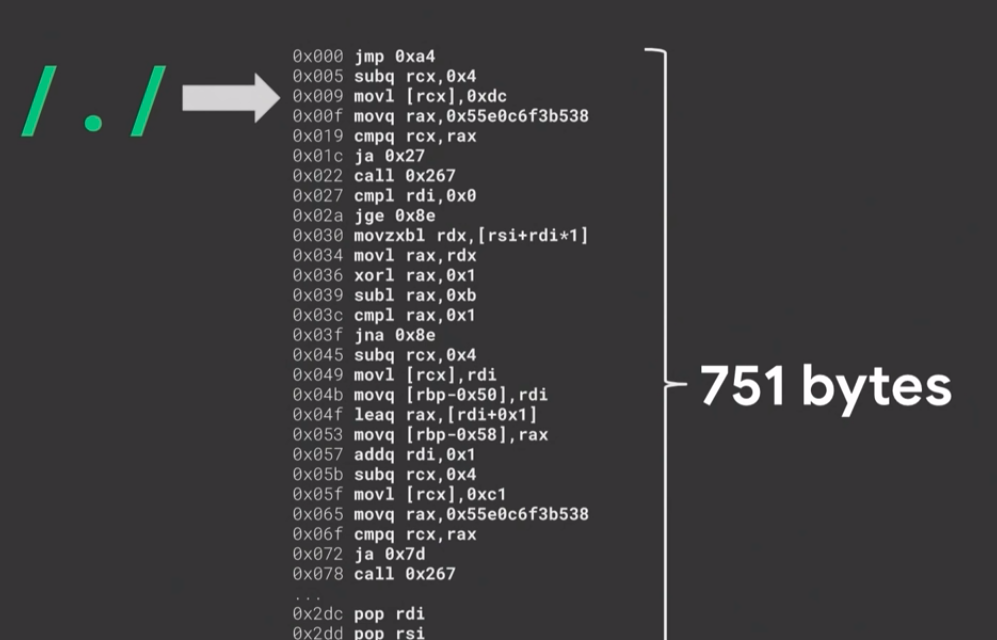 /./
0x000 jmp 0xa4
0x005 subq rcx,0x4
0x009 movl [rcx],0xdc
0x00f movq rax,0x55e0c6f3b538
0x019 cmpq rcx,rax
0x01c ja 0x27
0x022 call 0x267
0x027 cmpl rdi,0x0
0x02a jge 0x8e
0x030 movzxbl rdx,[rsi+rdi*1]
0x034 movl rax,rdx
0x036 xorl rax,0x1
0x039 subl rax,0xb
0x03c cmpl rax,0x1
0x03f jna 0x8e
0x045 subq rcx,0x4
0x049 movl [rcx],rdi
0x04b movq [rbp-0x50],rdi
0x04f leaq rax,[rdi+0x1]
0x053 movq [rbp-0x58],rax
0x057 addq rdi,0x1
0x05b subq rcx,0x4
0x05f movl [rcx],0xc1
0x065 movq rax,0x55e0c6f3b538
0x06f cmpq rcx,rax
0x072 ja 0x7d
0x078 call 0x267
...
0x2dc pop rdi
0x2dd pop rsi
751 bytes